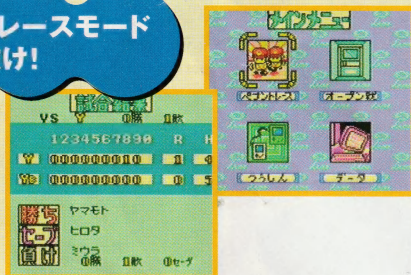 レースモード
け!
メインメニュー
ペナントレース
オープン戦
つうしん
データ
試合結果
VS Y 0勝 1敗
1234567890 R H
Y 0000000010 1
Ys 0000000000 0 5
勝ち ヤマモト
セーブ ヒロタ
負け ミウラ
0勝 1敗 0セーブ